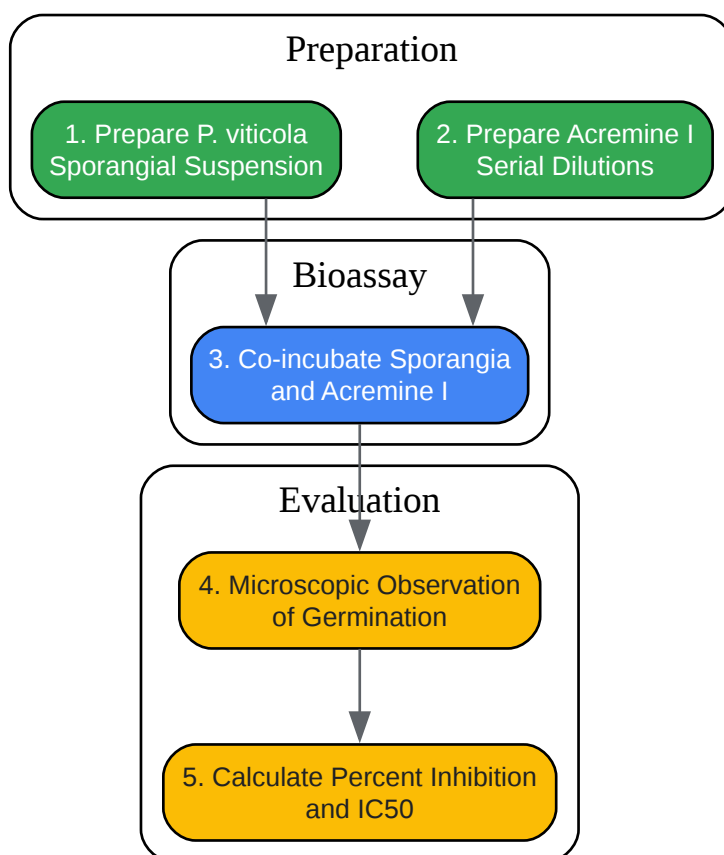 Preparation
1. Prepare P. viticola
Sporangial Suspension
2. Prepare Acremine I
Serial Dilutions
Bioassay
3. Co-incubate Sporangia
and Acremine I
Evaluation
4. Microscopic Observation
of Germination
5. Calculate Percent Inhibition
and IC50